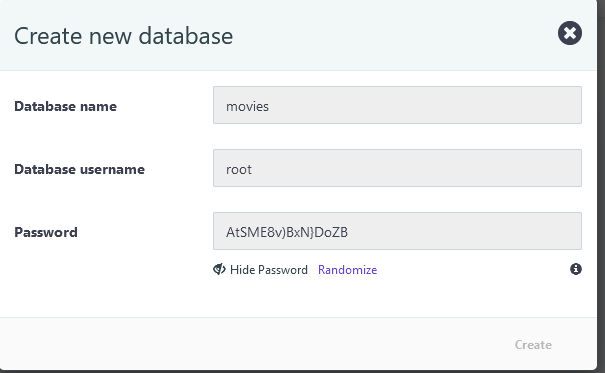 Create new database
Database name
movies
Database username
root
Password
AtSME8v)BxN}DoZB
Hide Password Randomize
Create